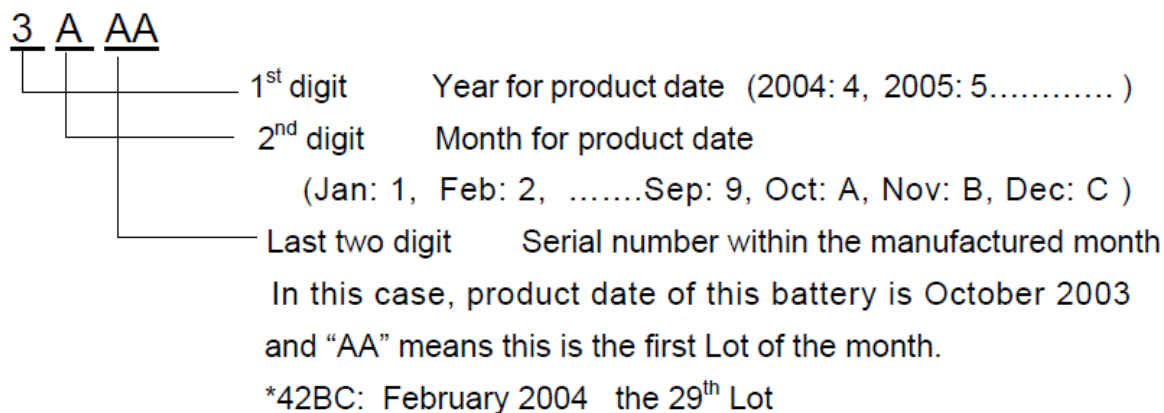 3 A AA
1st digit Year for product date (2004: 4, 2005: 5………… )
2nd digit Month for product date
(Jan: 1, Feb: 2, …….Sep: 9, Oct: A, Nov: B, Dec: C )
Last two digit Serial number within the manufactured month
In this case, product date of this battery is October 2003
and “AA” means this is the first Lot of the month.
*42BC: February 2004 the 29th Lot